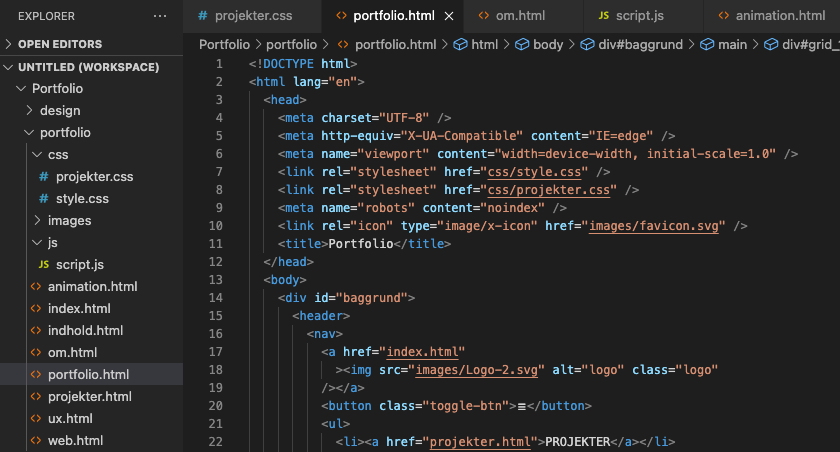 EXPLORER ...
OPEN EDITORS
UNTITLED (WORKSPACE)
Portfolio
design
portfolio
css
# projekter.css
# style.css
images
js
JS script.js
<> animation.html
<> index.html
<> indhold.html
<> om.html
<> portfolio.html
<> projekter.html
<> ux.html
<> web.html
# projekter.css <> portfolio.html × <> om.html JS script.js <> animation.html
Portfolio > portfolio > <> portfolio.html > html > body > div#baggrund > main > div#grid_1
1 <!DOCTYPE html>
2 <html lang="en">
3 <head>
4 <meta charset="UTF-8" />
5 <meta http-equiv="X-UA-Compatible" content="IE=edge" />
6 <meta name="viewport" content="width=device-width, initial-scale=1.0" />
7 <link rel="stylesheet" href="css/style.css" />
8 <link rel="stylesheet" href="css/projekter.css" />
9 <meta name="robots" content="noindex" />
10 <link rel="icon" type="image/x-icon" href="images/favicon.svg" />
11 <title>Portfolio</title>
12 </head>
13 <body>
14 <div id="baggrund">
15 <header>
16 <nav>
17 <a href="index.html"
18 ><img src="images/Logo-2.svg" alt="logo" class="logo"
19 /></a>
20 <button class="toggle-btn">≡</button>
21 <ul>
22 <li><a href="projekter.html">PROJEKTER</a></li>